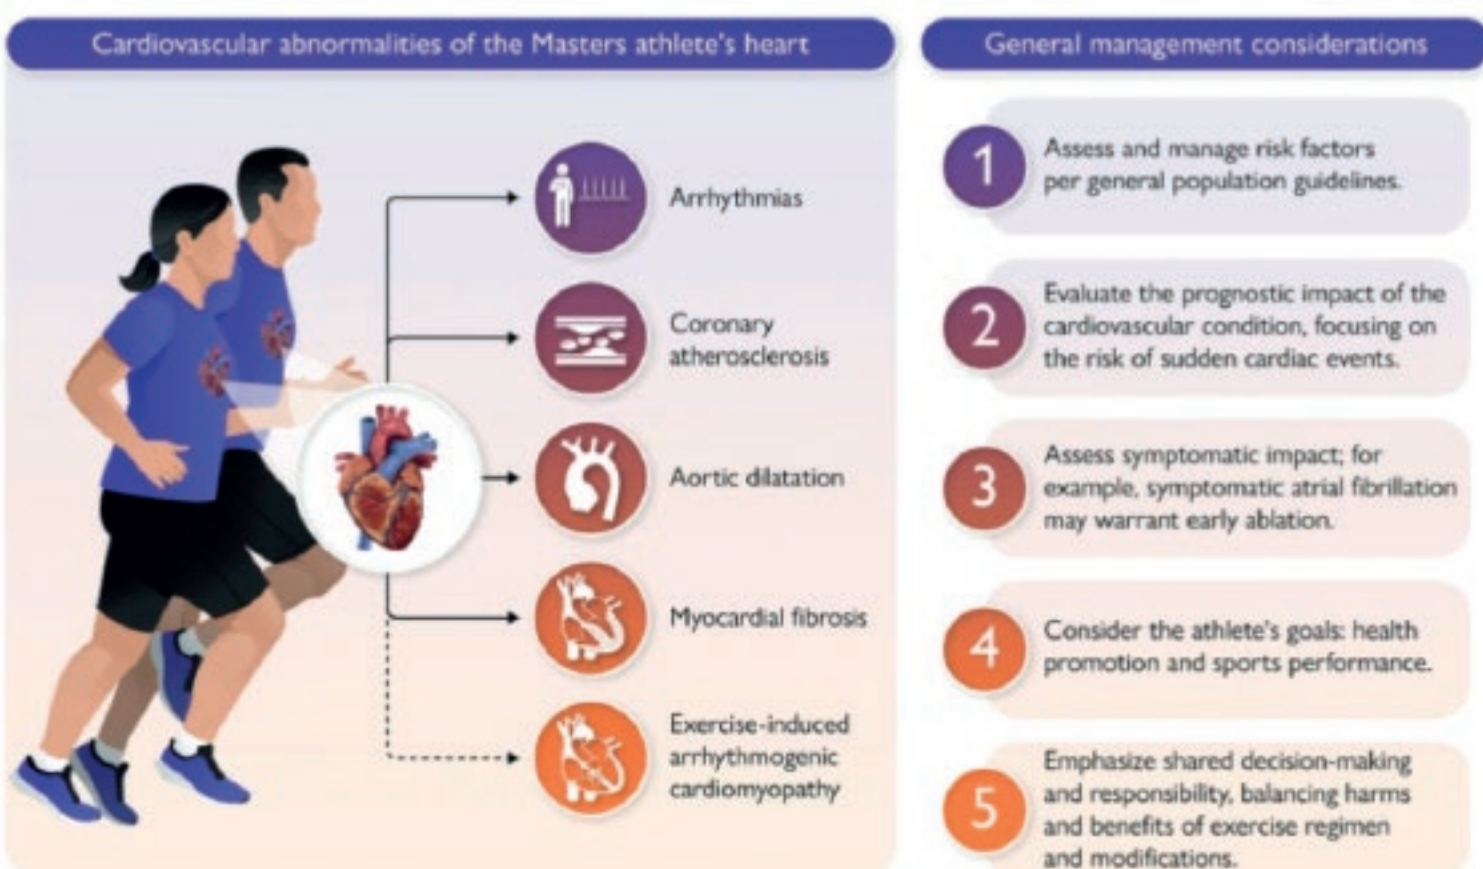 Cardiovascular abnormalities of the Masters athlete's heart
Arrhythmias
Coronary
atherosclerosis
Aortic dilatation
Myocardial fibrosis
Exercise-induced
arrhythmogenic
cardiomyopathy
General management considerations
1
Assess and manage risk factors
per general population guidelines.
2
Evaluate the prognostic impact of the
cardiovascular condition, focusing on
the risk of sudden cardiac events.
3
Assess symptomatic impact; for
example, symptomatic atrial fibrillation
may warrant early ablation.
4
Consider the athlete's goals: health
promotion and sports performance.
5
Emphasize shared decision-making
and responsibility, balancing harms
and benefits of exercise regimen
and modifications.